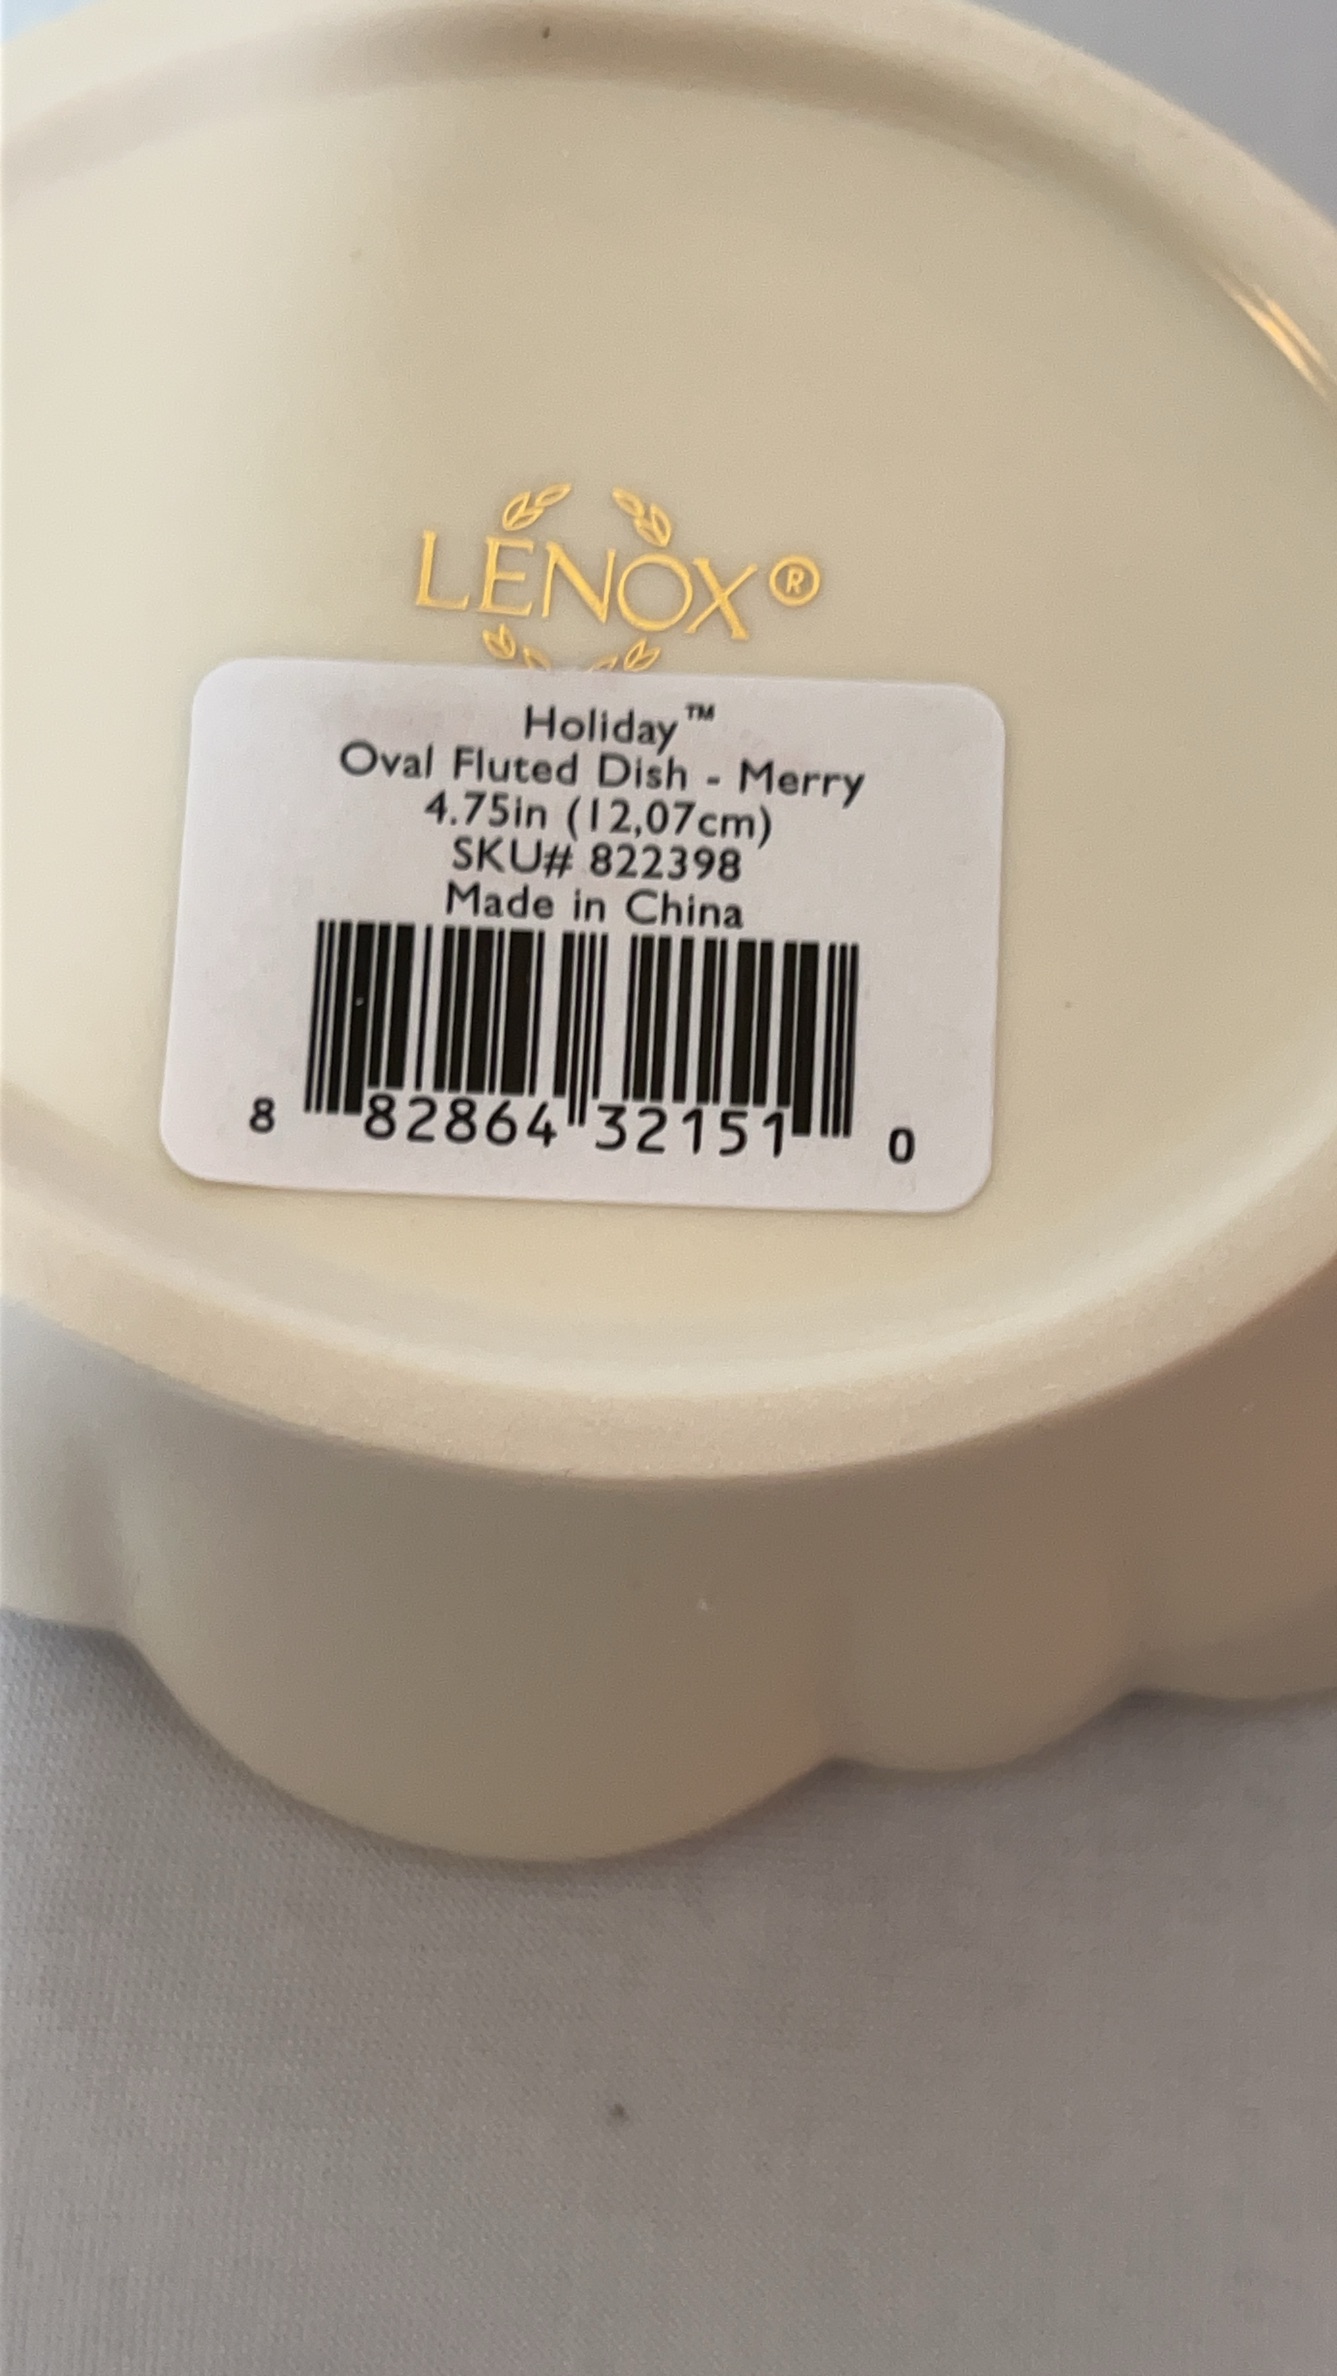 LENOX®
Holiday™
Oval Fluted Dish - Merry
4.75in (12,07cm)
SKU# 822398
Made in China
8 82864 32151 0